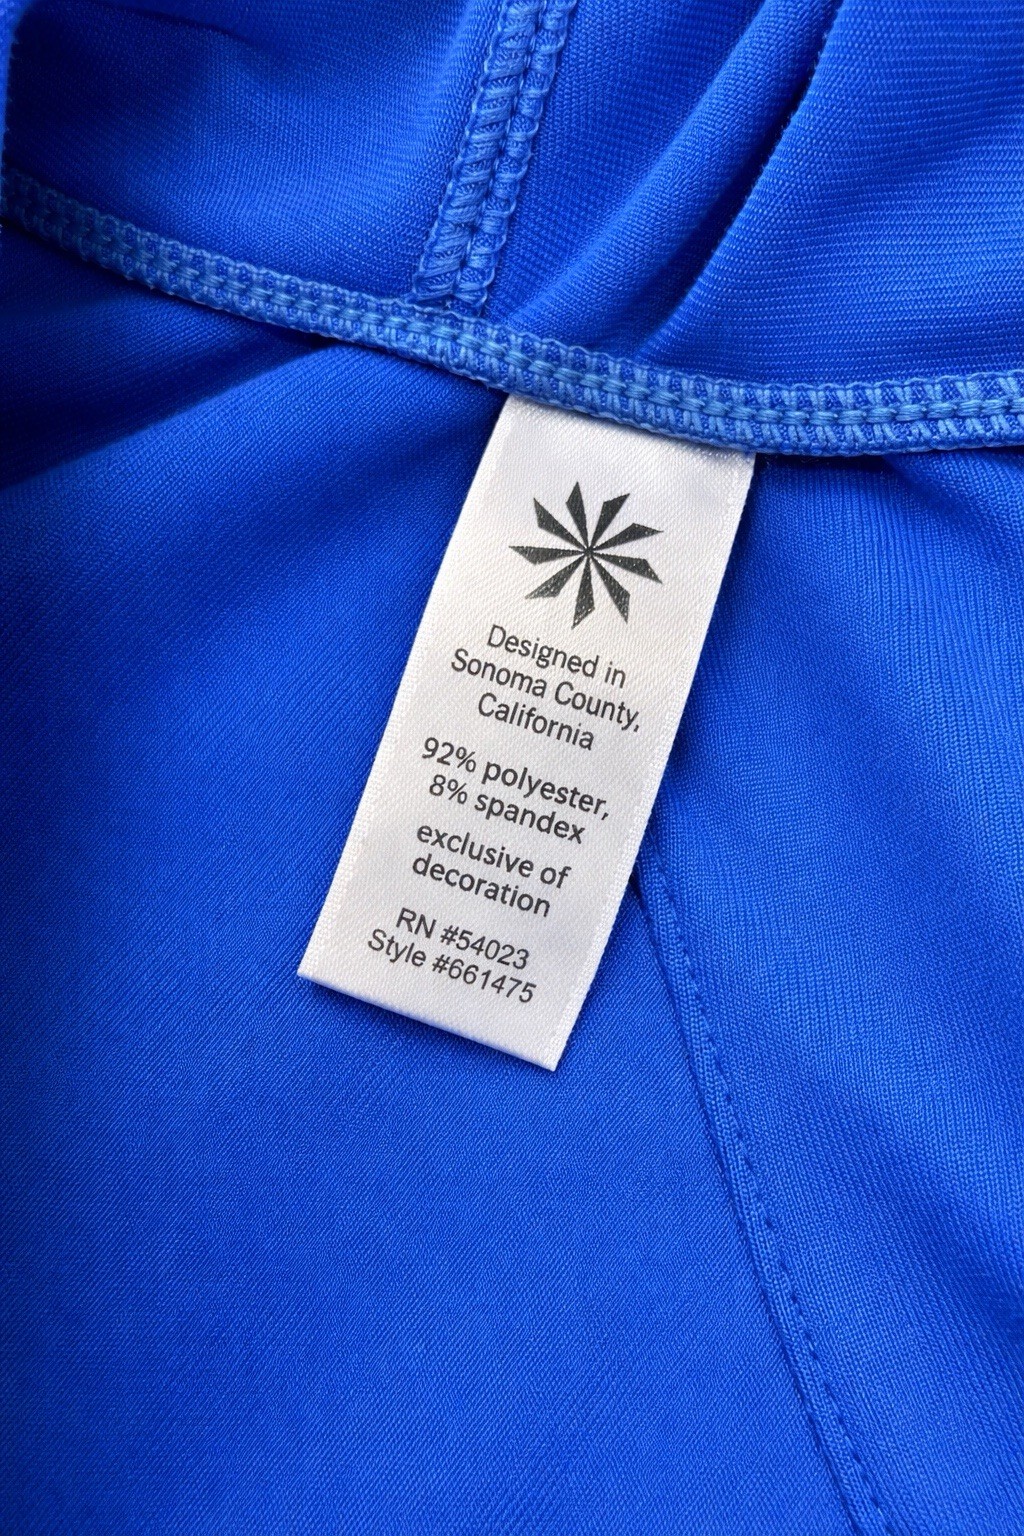 Designed in
Sonoma County,
California
92% polyester,
8% spandex
exclusive of
decoration
RN #54023
Style #661475